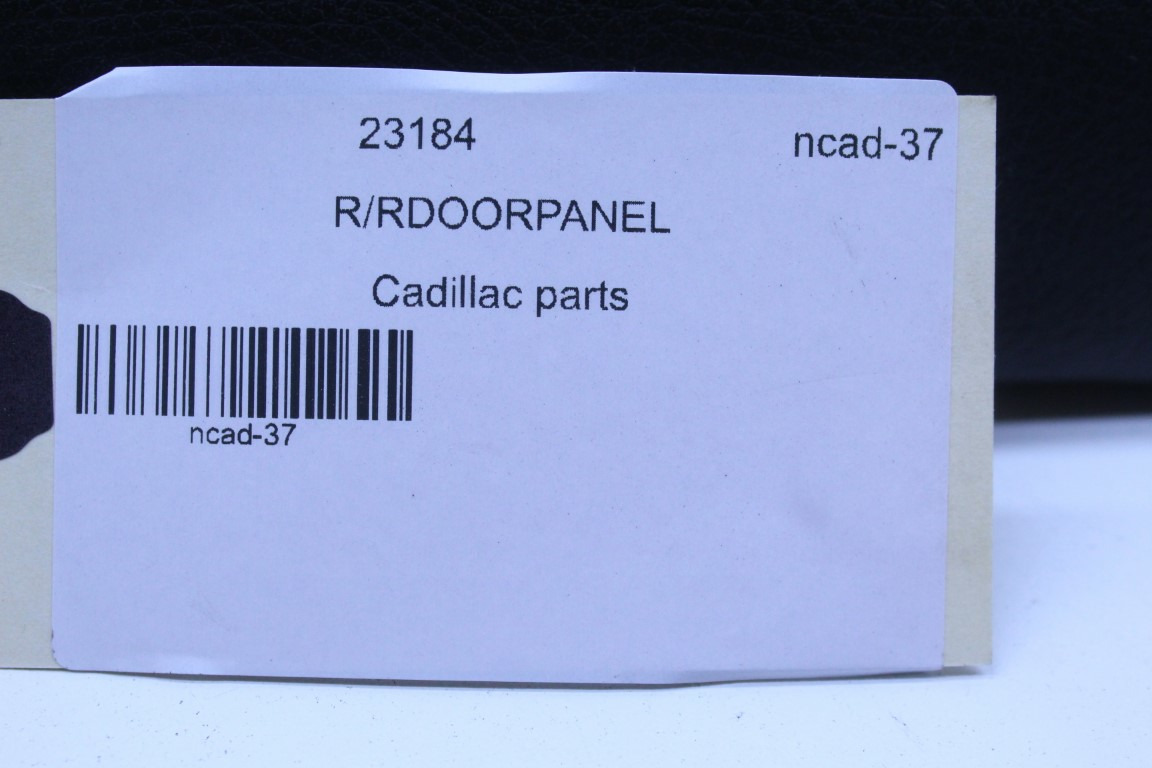 23184 ncad-37
R/RDOORPANEL
Cadillac parts
ncad-37